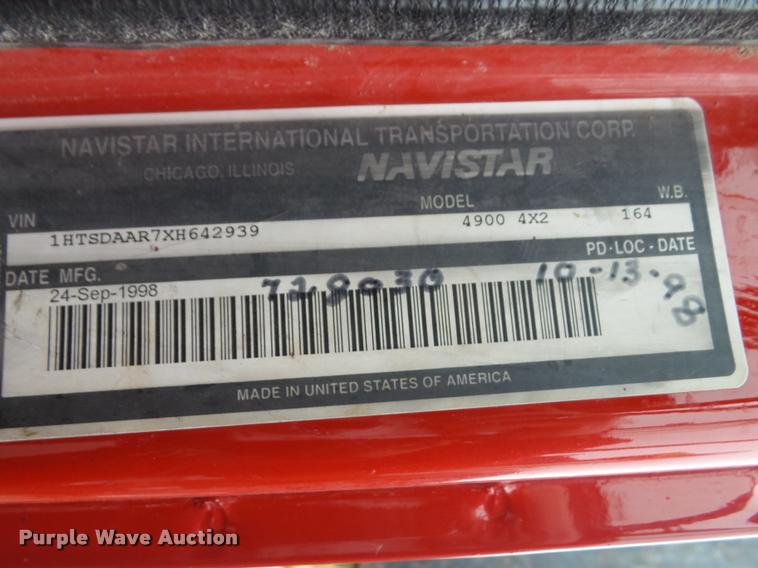 NAVISTAR INTERNATIONAL TRANSPORTATION CORP.
CHICAGO, ILLINOIS NAVISTAR
VIN MODEL W.B.
1HTSDAAR7XH642939 4900 4X2 164
DATE MFG. PD-LOC-DATE
24-Sep-1998 728030 10-13-98
MADE IN UNITED STATES OF AMERICA
Purple Wave Auction